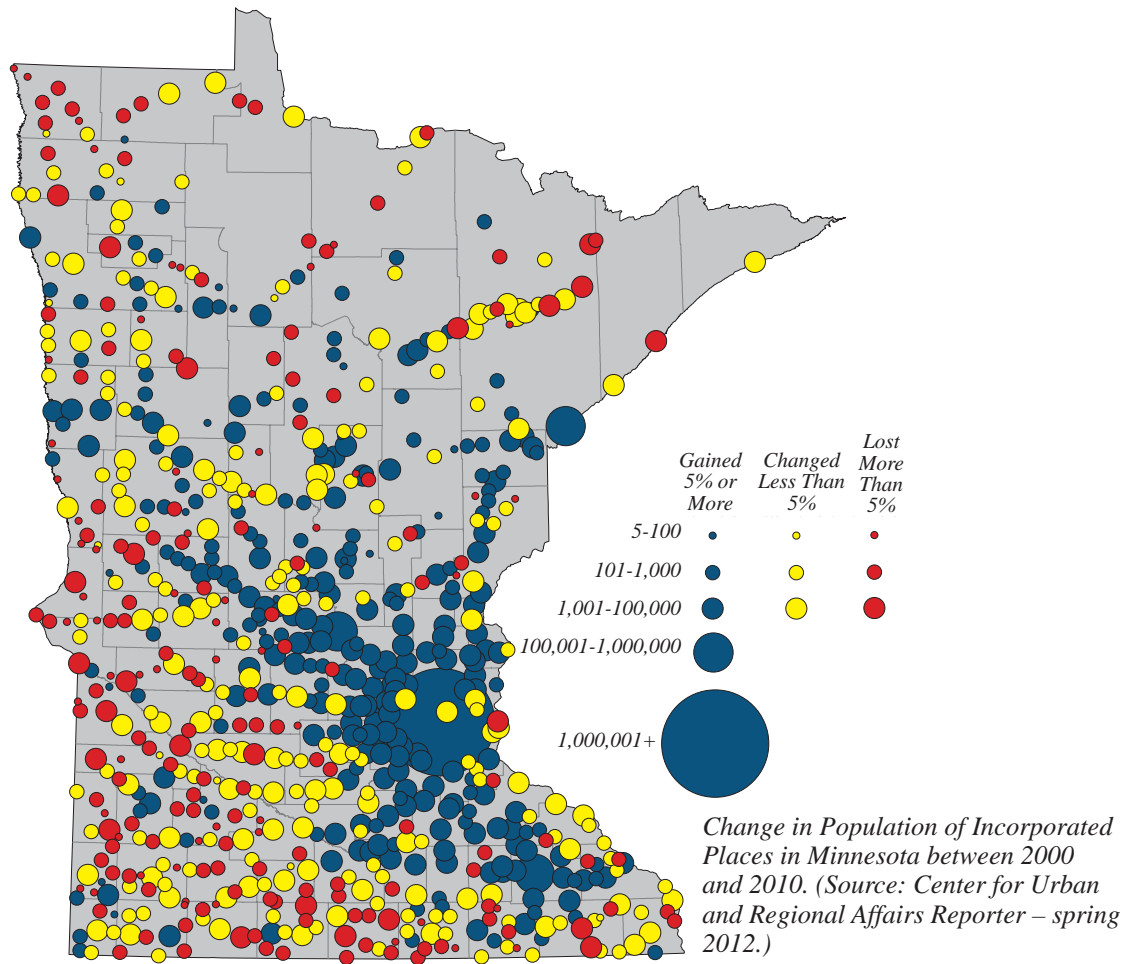 Gained
5% or
More
Changed
Less Than
5%
Lost
More
Than
5%
5-100
101-1,000
1,001-100,000
100,001-1,000,000
1,000,001+
Change in Population of Incorporated
Places in Minnesota between 2000
and 2010. (Source: Center for Urban
and Regional Affairs Reporter – spring
2012.)